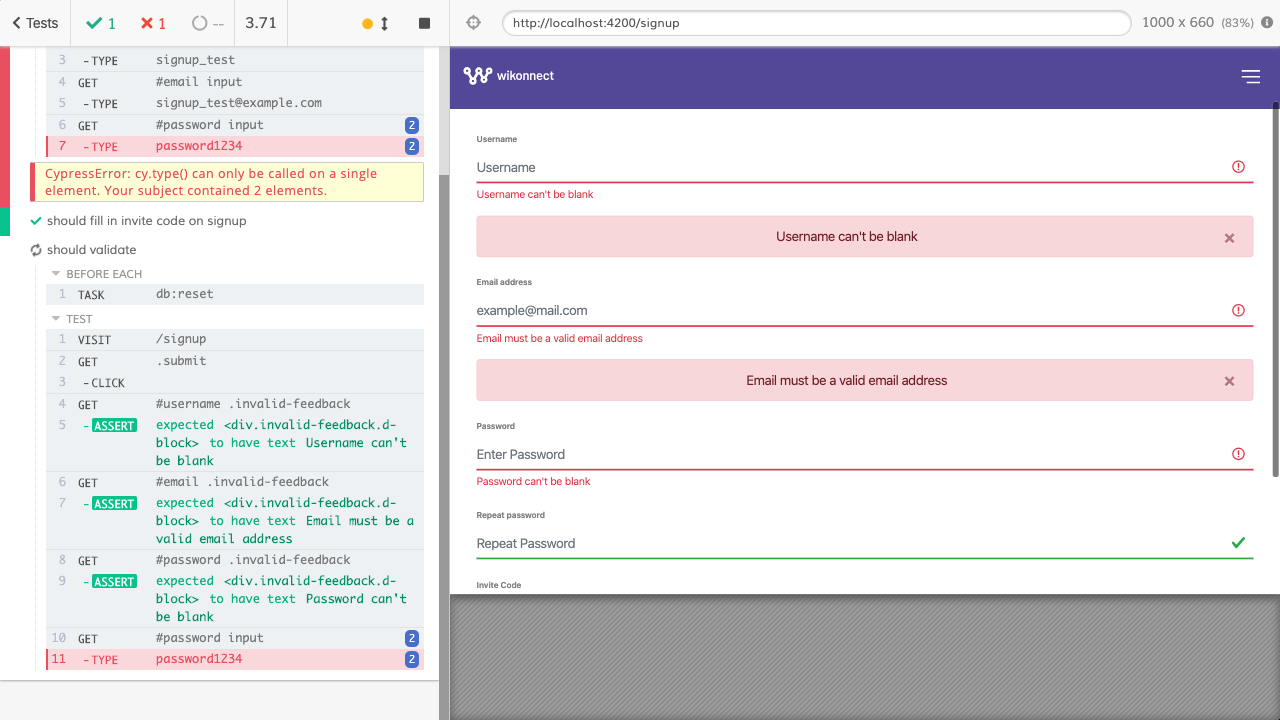 Tests
1
1
--
3.71
http://localhost:4200/signup
1000 x 660 (83%)
3 - TYPE signup_test
4 GET #email input
5 - TYPE signup_test@example.com
6 GET #password input 2
7 - TYPE password1234 2
CypressError: cy.type() can only be called on a single
element. Your subject contained 2 elements.
should fill in invite code on signup
should validate
BEFORE EACH
1 TASK db:reset
TEST
1 VISIT /signup
2 GET .submit
3 - CLICK
4 GET #username .invalid-feedback
5 - ASSERT expected <div.invalid-feedback.d-
block> to have text Username can't
be blank
6 GET #email .invalid-feedback
7 - ASSERT expected <div.invalid-feedback.d-
block> to have text Email must be a
valid email address
8 GET #password .invalid-feedback
9 - ASSERT expected <div.invalid-feedback.d-
block> to have text Password can't
be blank
10 GET #password input 2
11 - TYPE password1234 2
wikonnect
Username
Username
Username can't be blank
Username can't be blank
Email address
example@mail.com
Email must be a valid email address
Email must be a valid email address
Password
Enter Password
Password can't be blank
Repeat password
Repeat Password
Invite Code